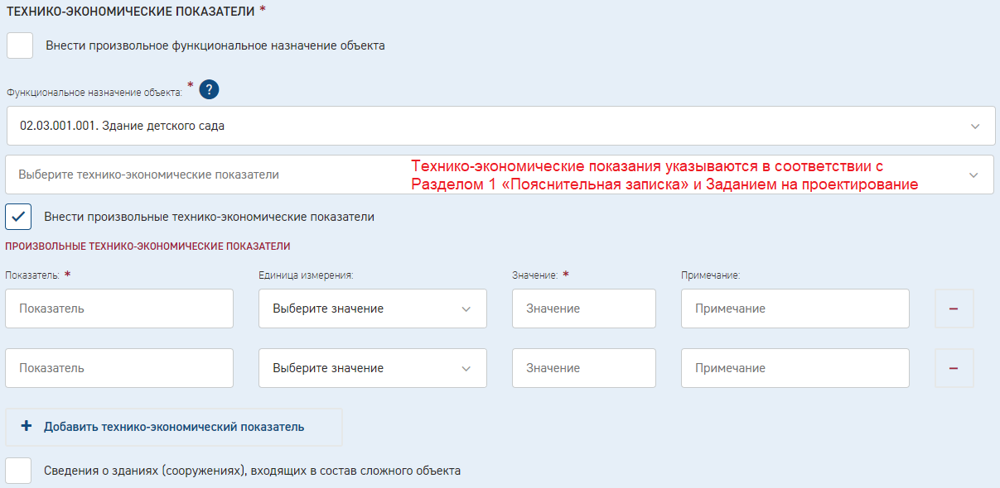 ТЕХНИКО-ЭКОНОМИЧЕСКИЕ ПОКАЗАТЕЛИ *
Внести произвольное функциональное назначение объекта
Функциональное назначение объекта: * ?
02.03.001.001. Здание детского сада
Выберите технико-экономические показатели
Технико-экономические показания указываются в соответствии с
Разделом 1 «Пояснительная записка» и Заданием на проектирование
Внести произвольные технико-экономические показатели
ПРОИЗВОЛЬНЫЕ ТЕХНИКО-ЭКОНОМИЧЕСКИЕ ПОКАЗАТЕЛИ
Показатель: * Единица измерения: Значение: * Примечание:
Показатель Выберите значение Значение Примечание −
Показатель Выберите значение Значение Примечание −
+ Добавить технико-экономический показатель
Сведения о зданиях (сооружениях), входящих в состав сложного объекта